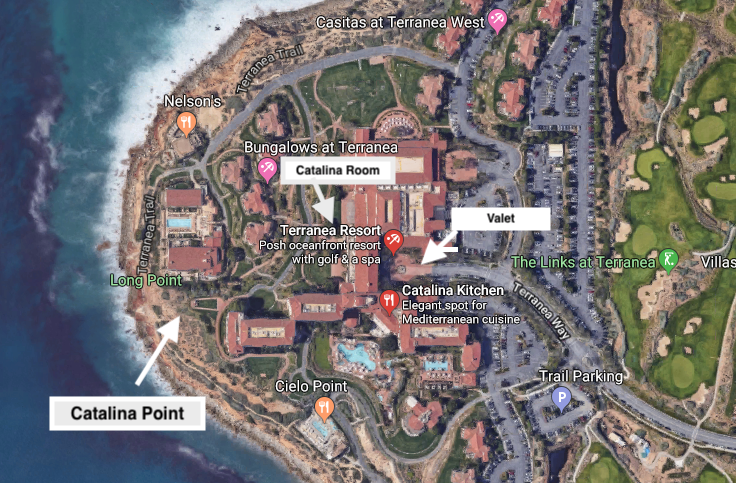 Casitas at Terranea West
Terranea Trail
Nelson's
Bungalows at Terranea
Catalina Room
Valet
Terranea Trail
Terranea Resort
Posh oceanfront resort
with golf & a spa
The Links at Terranea
Villas
Long Point
Catalina Kitchen
Elegant spot for
Mediterranean cuisine
Terranea Way
Trail Parking
P
Cielo Point
Catalina Point